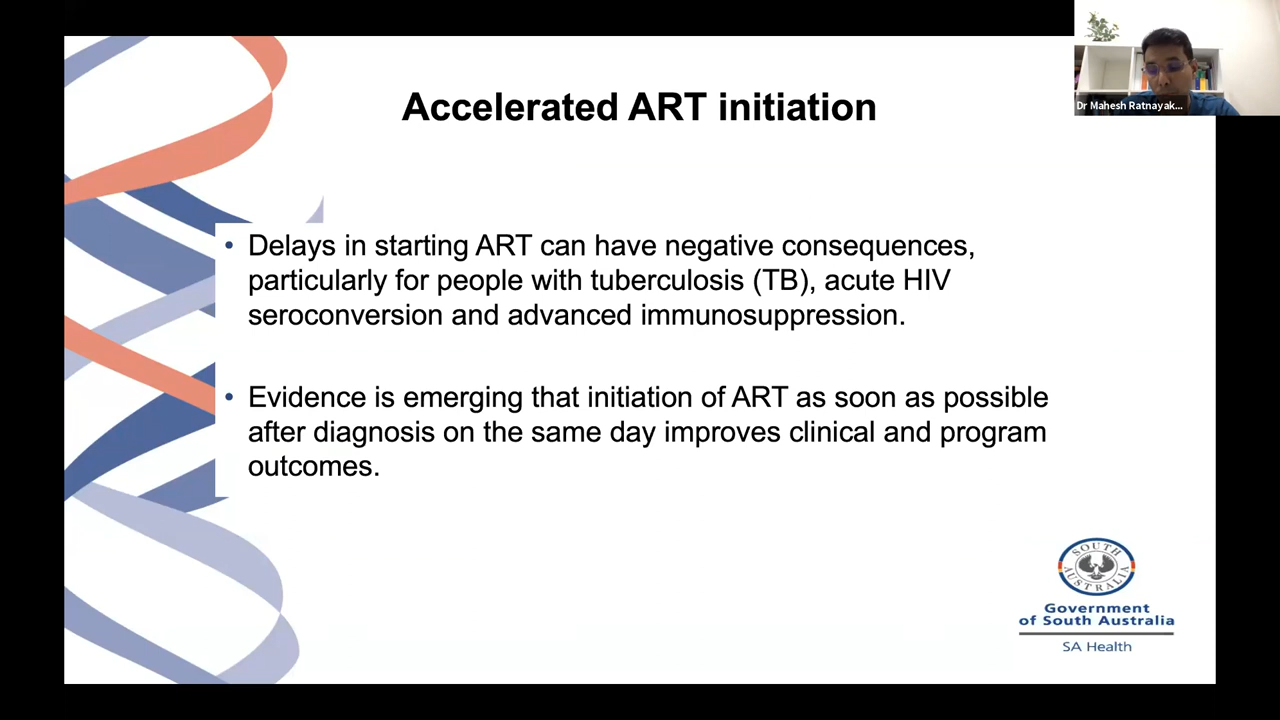 Accelerated ART initiation
Dr Mahesh Ratnayak...
• Delays in starting ART can have negative consequences,
particularly for people with tuberculosis (TB), acute HIV
seroconversion and advanced immunosuppression.
• Evidence is emerging that initiation of ART as soon as possible
after diagnosis on the same day improves clinical and program
outcomes.
SOUTH
AUSTRALIA
Government
of South Australia
SA Health